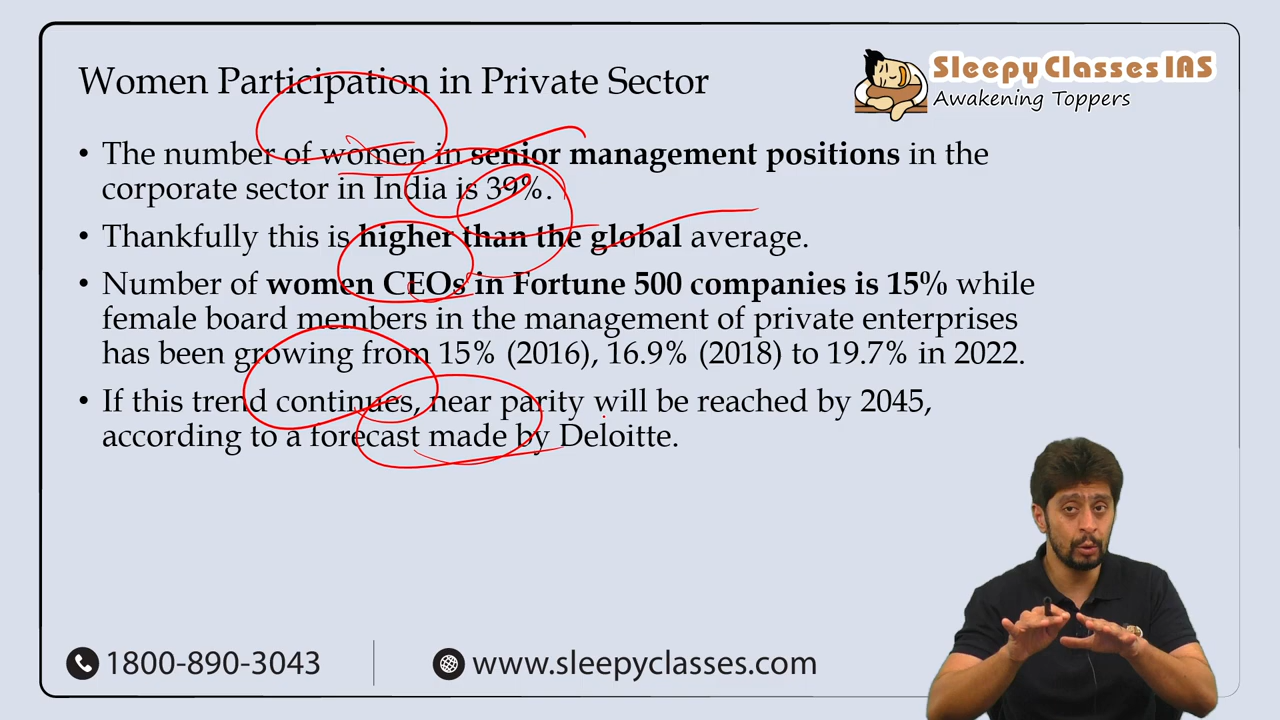 Women Participation in Private Sector
SleepyClasses IAS
Awakening Toppers
• The number of women in senior management positions in the
corporate sector in India is 39%.
• Thankfully this is higher than the global average.
• Number of women CEOs in Fortune 500 companies is 15% while
female board members in the management of private enterprises
has been growing from 15% (2016), 16.9% (2018) to 19.7% in 2022.
• If this trend continues, near parity will be reached by 2045,
according to a forecast made by Deloitte.
1800-890-3043
www.sleepyclasses.com